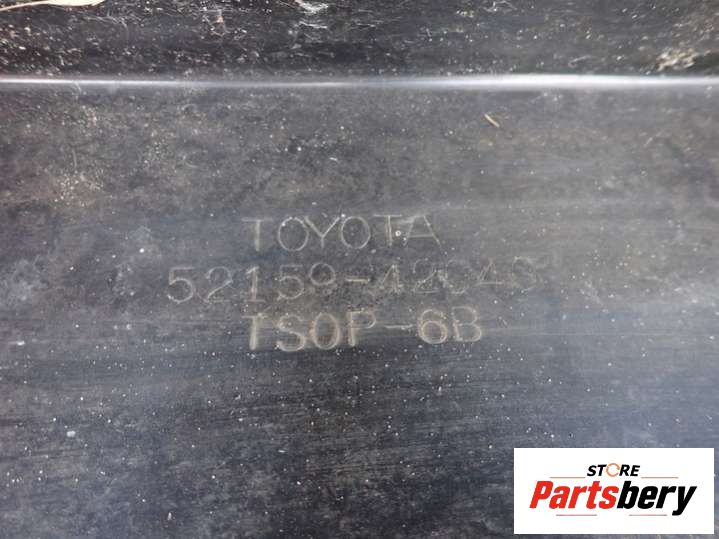 TOYOTA
52159-42040
TSOP-6B
STORE
Partsbery